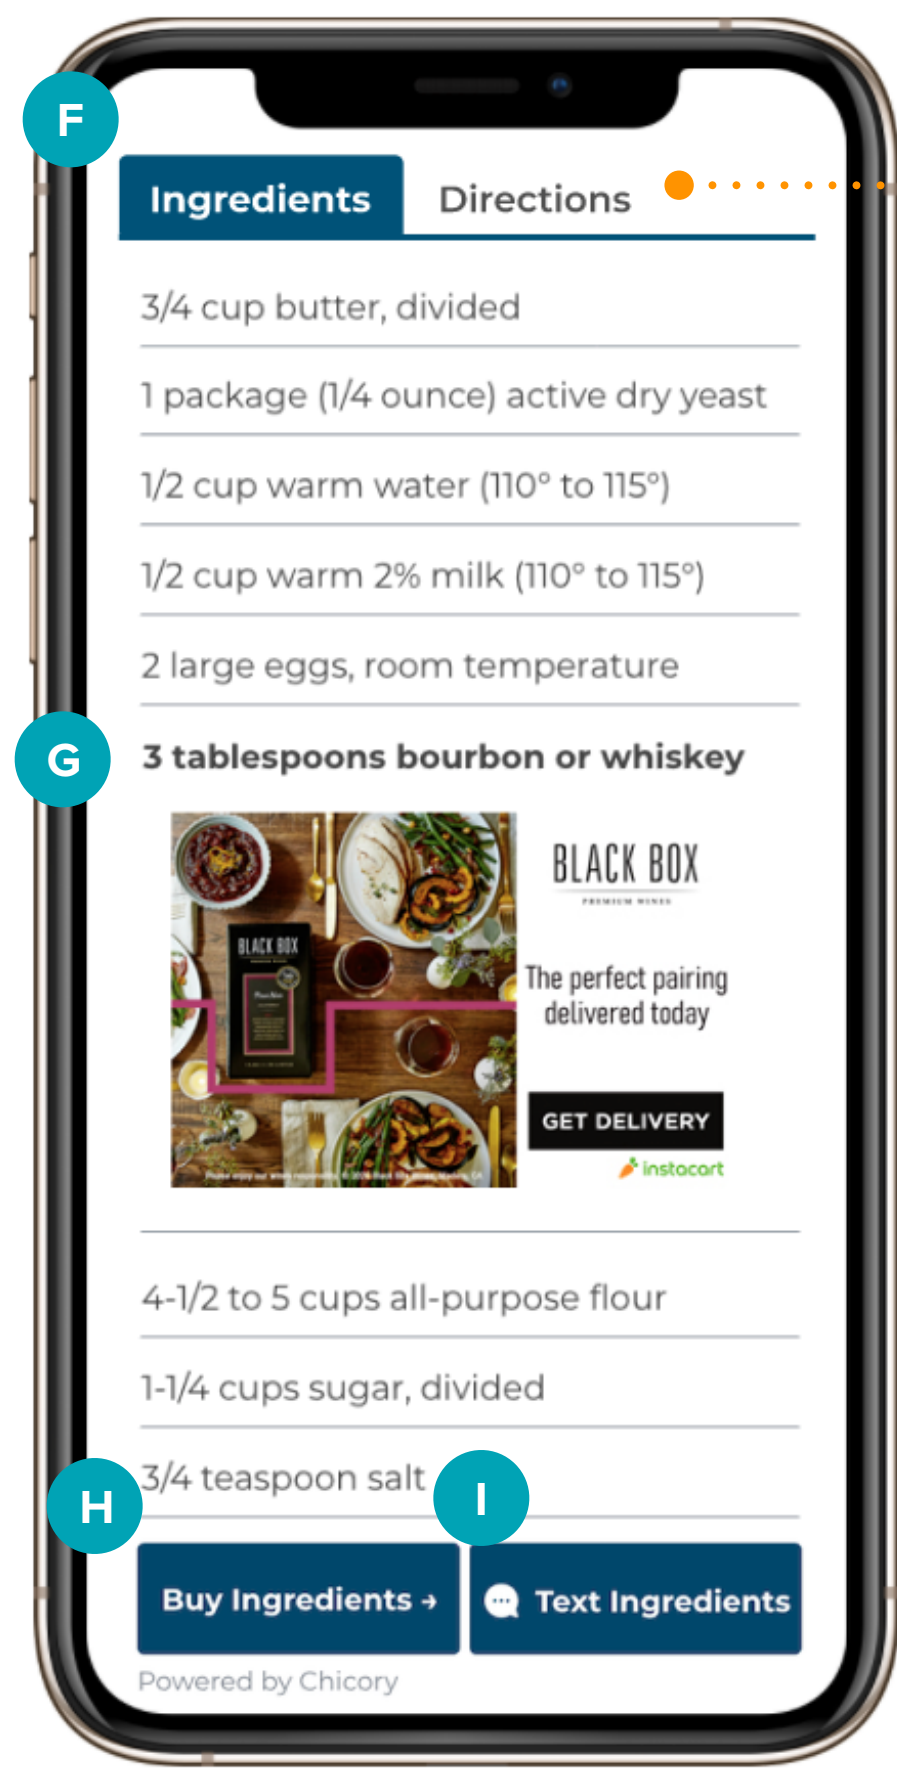 F
Ingredients
Directions
3/4 cup butter, divided
1 package (1/4 ounce) active dry yeast
1/2 cup warm water (110° to 115°)
1/2 cup warm 2% milk (110° to 115°)
2 large eggs, room temperature
G
3 tablespoons bourbon or whiskey
BLACK BOX
PREMIUM WINES
BLACK BOX
The perfect pairing
delivered today
GET DELIVERY
instacart
4-1/2 to 5 cups all-purpose flour
1-1/4 cups sugar, divided
3/4 teaspoon salt
H
I
Buy Ingredients →
Text Ingredients
Powered by Chicory